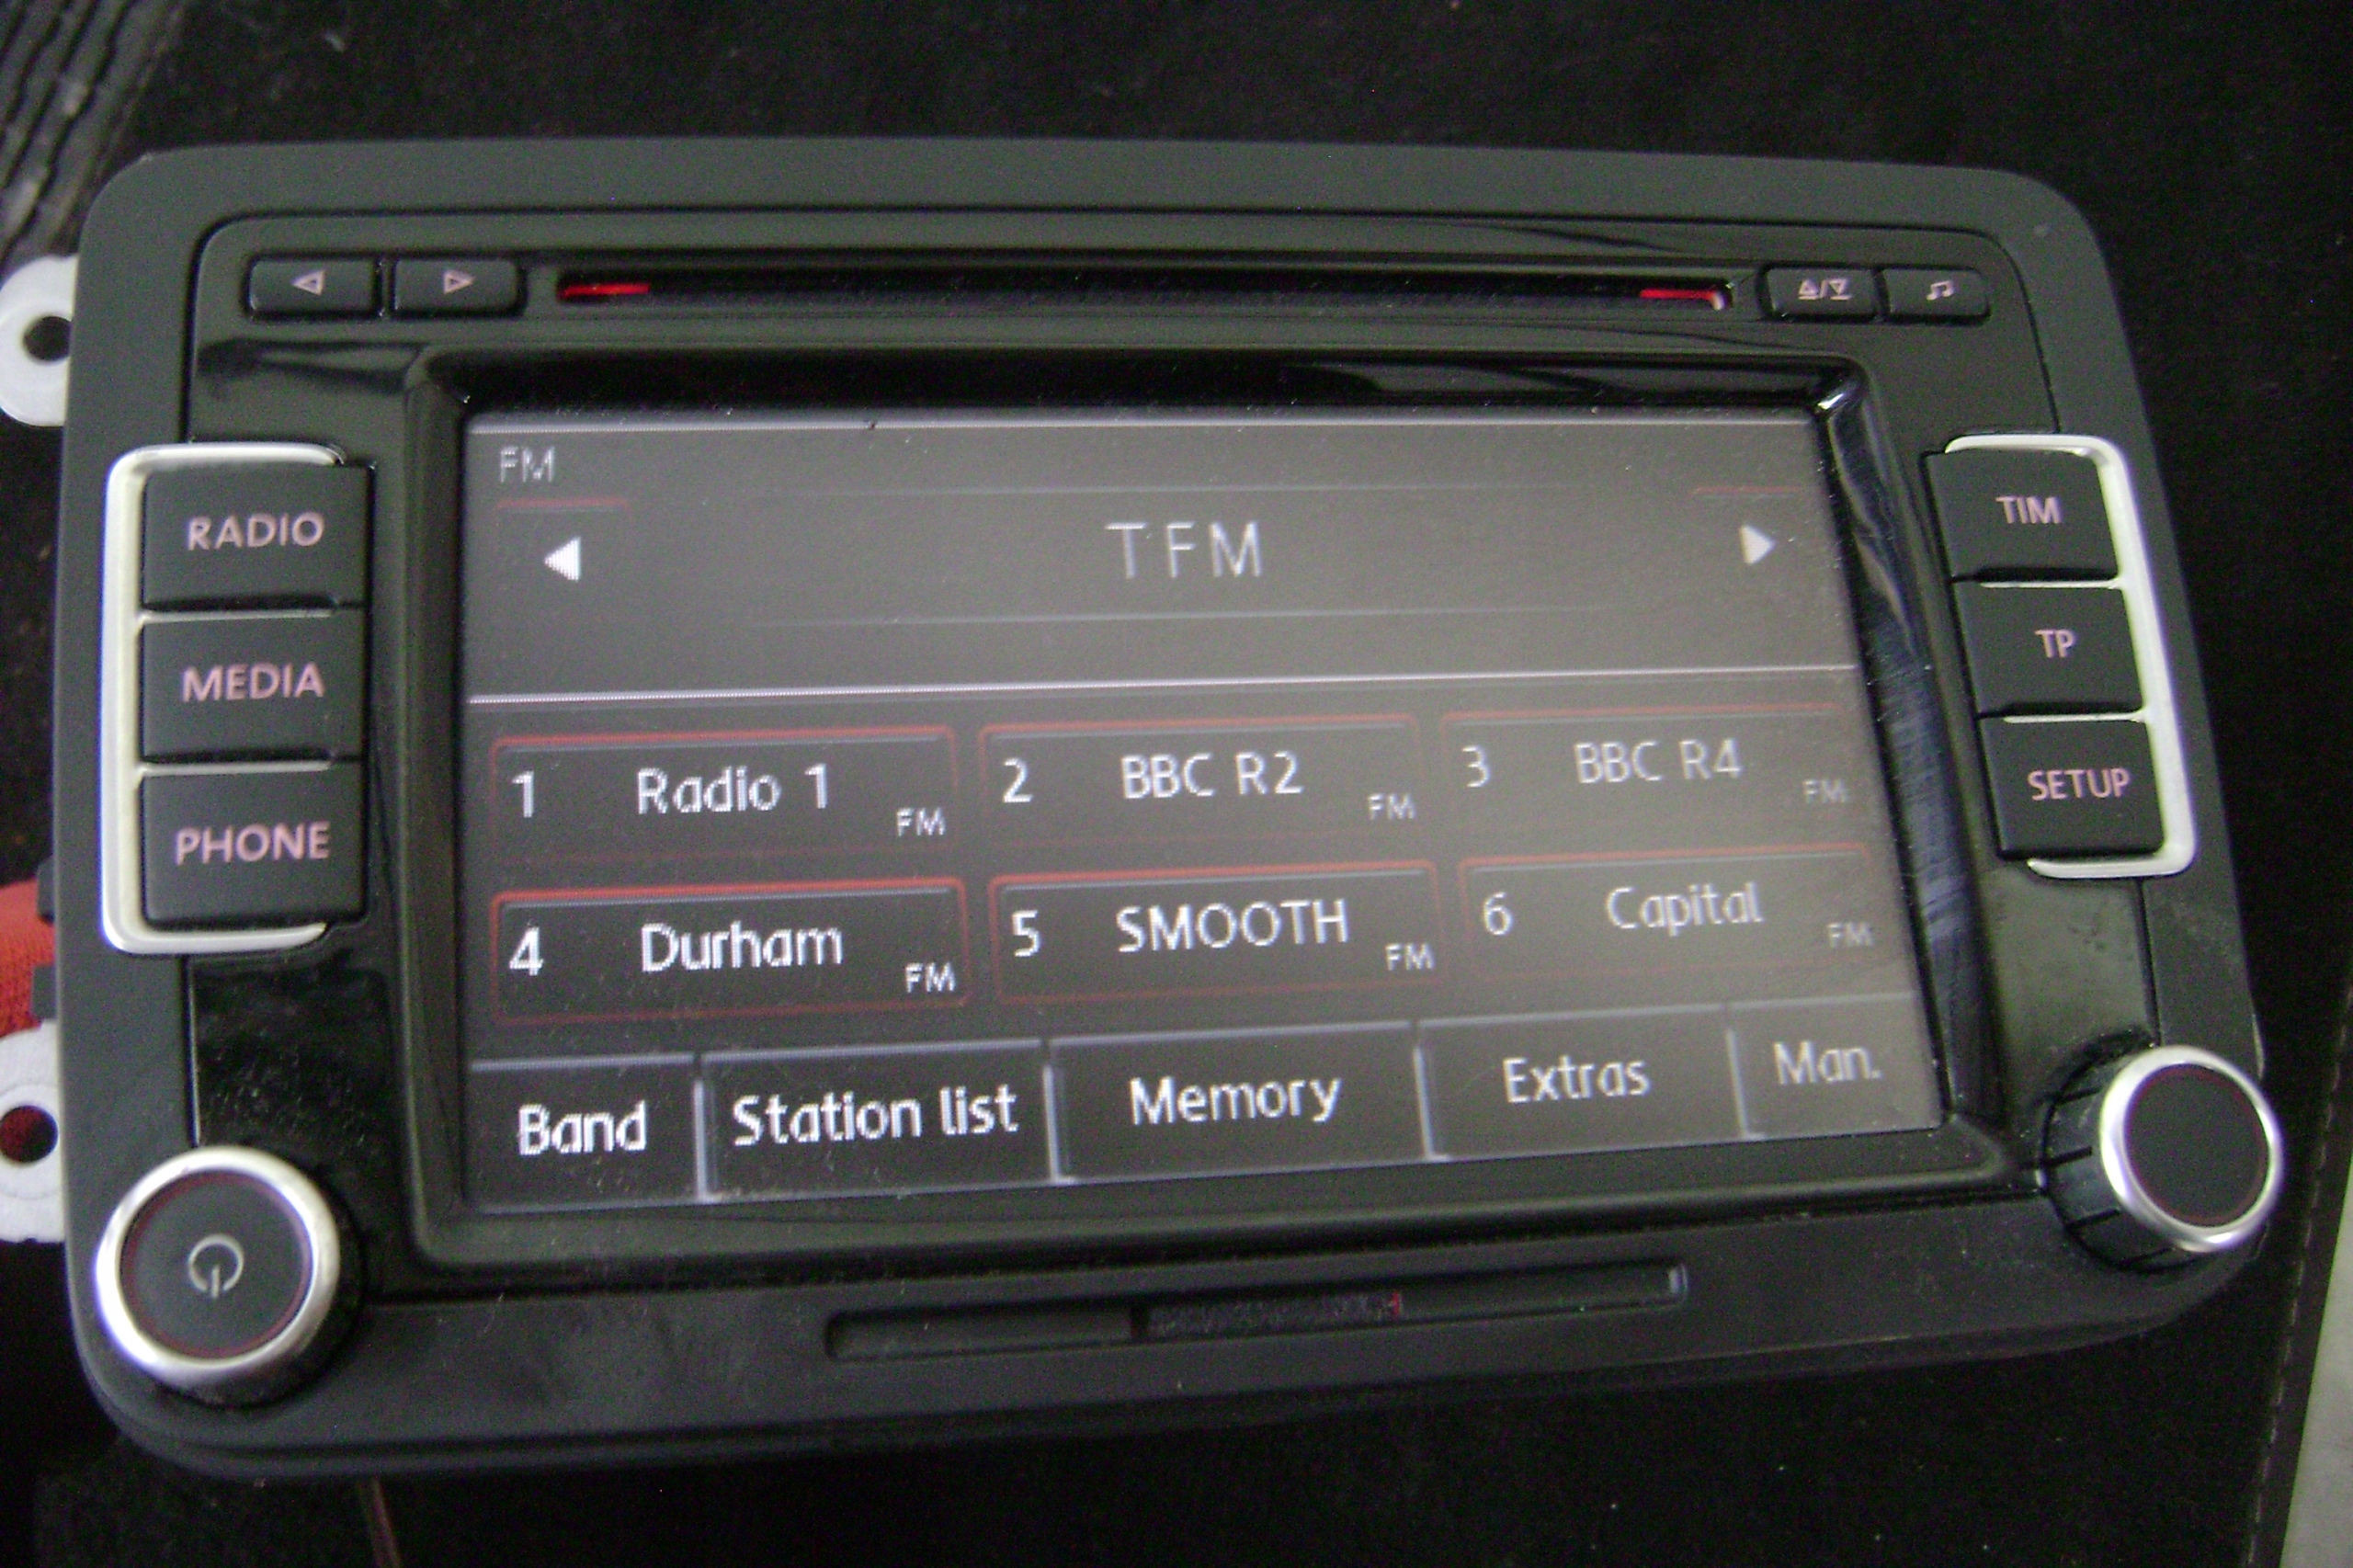 FM
TFM
RADIO
MEDIA
PHONE
TIM
TP
SETUP
1 Radio 1 FM
2 BBC R2 FM
3 BBC R4 FM
4 Durham FM
5 SMOOTH FM
6 Capital FM
Band
Station list
Memory
Extras
Man.